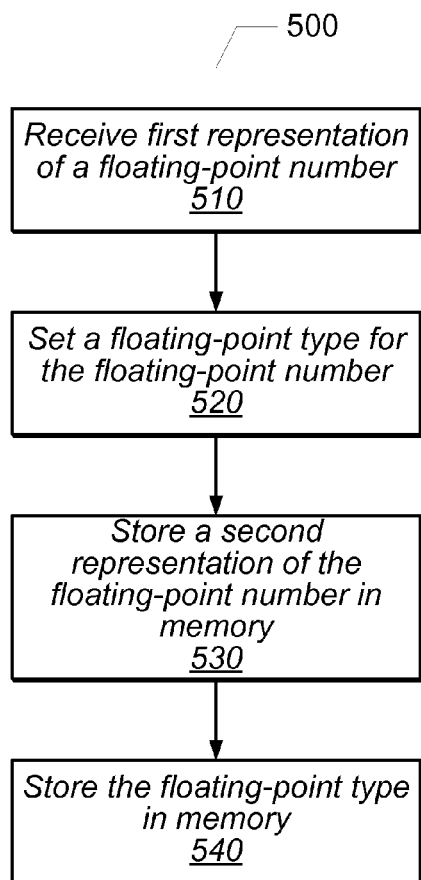 500
Receive first representation
of a floating-point number
510
Set a floating-point type for
the floating-point number
520
Store a second
representation of the
floating-point number in
memory
530
Store the floating-point type
in memory
540